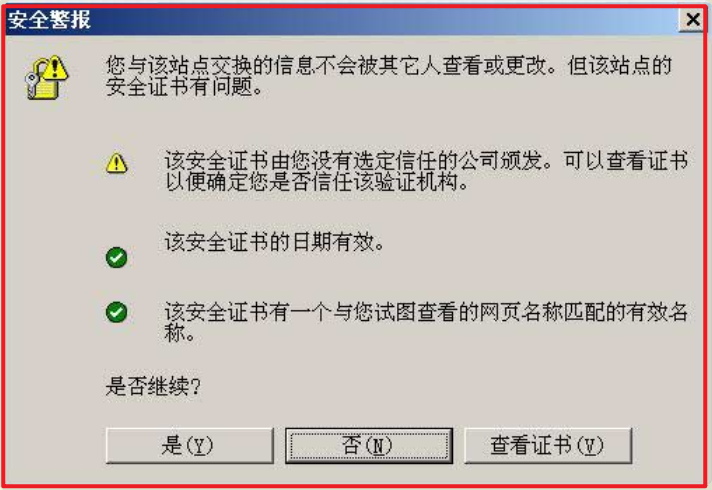 安全警报
您与该站点交换的信息不会被其它人查看或更改。但该站点的
安全证书有问题。
该安全证书由您没有选定信任的公司颁发。可以查看证书
以便确定您是否信任该验证机构。
该安全证书的日期有效。
该安全证书有一个与您试图查看的网页名称匹配的有效名
称。
是否继续?
是(Y) 否(N) 查看证书(V)